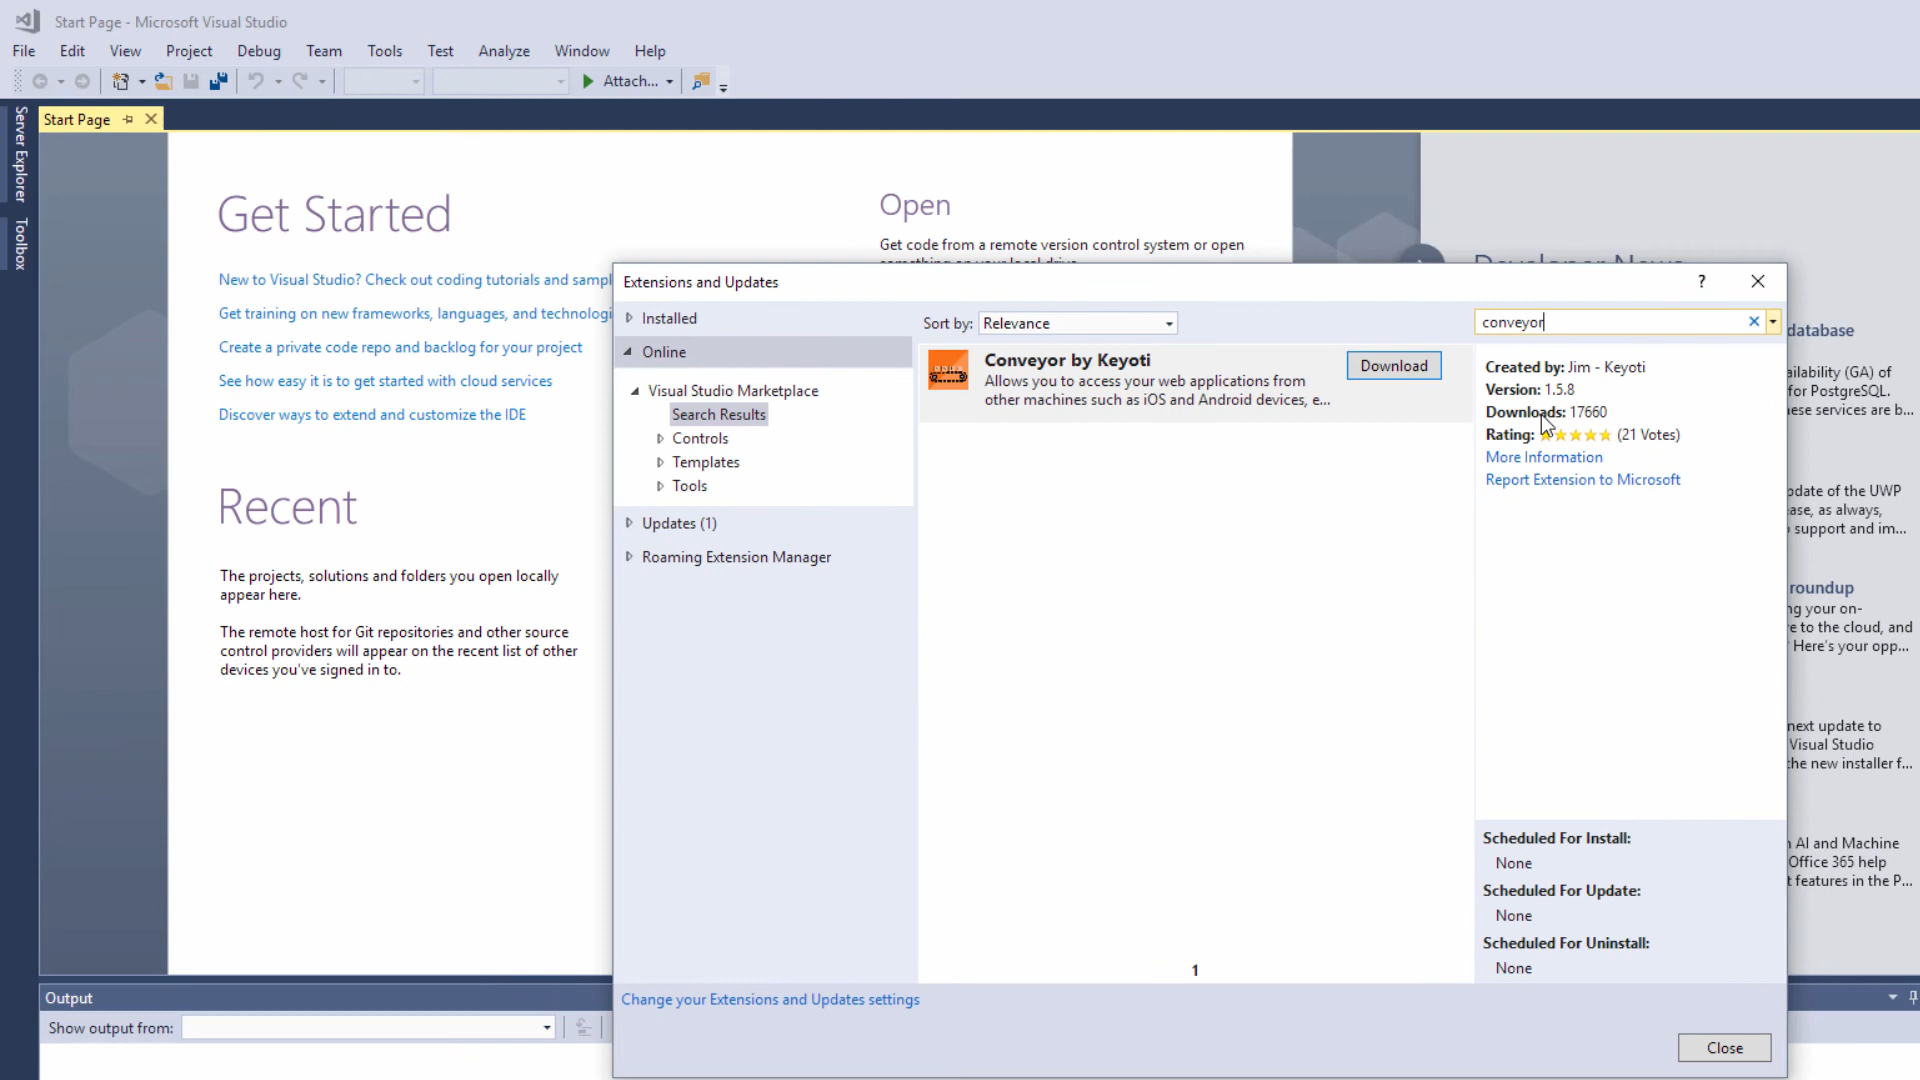 Start Page - Microsoft Visual Studio
File Edit View Project Debug Team Tools Test Analyze Window Help
Attach...
Server Explorer
Toolbox
Start Page
Get Started
New to Visual Studio? Check out coding tutorials and sampl
Get training on new frameworks, languages, and technologi
Create a private code repo and backlog for your project
See how easy it is to get started with cloud services
Discover ways to extend and customize the IDE
Recent
The projects, solutions and folders you open locally
appear here.
The remote host for Git repositories and other source
control providers will appear on the recent list of other
devices you've signed in to.
Open
Get code from a remote version control system or open
something on your local drive.
Developer News
Extensions and Updates
?
Installed
Online
Visual Studio Marketplace
Search Results
Controls
Templates
Tools
Updates (1)
Roaming Extension Manager
Sort by: Relevance
conveyor
Conveyor by Keyoti
Download
Allows you to access your web applications from
other machines such as iOS and Android devices, e...
1
Created by: Jim - Keyoti
Version: 1.5.8
Downloads: 17660
Rating: (21 Votes)
More Information
Report Extension to Microsoft
Scheduled For Install:
None
Scheduled For Update:
None
Scheduled For Uninstall:
None
Change your Extensions and Updates settings
Close
database
ailability (GA) of
for PostgreSQL.
hese services are b...
pdate of the UWP
ease, as always,
support and im...
roundup
ng your on-
e to the cloud, and
Here's your opp...
next update to
Visual Studio
he new installer f...
AI and Machine
Office 365 help
t features in the P...
Output
Show output from: